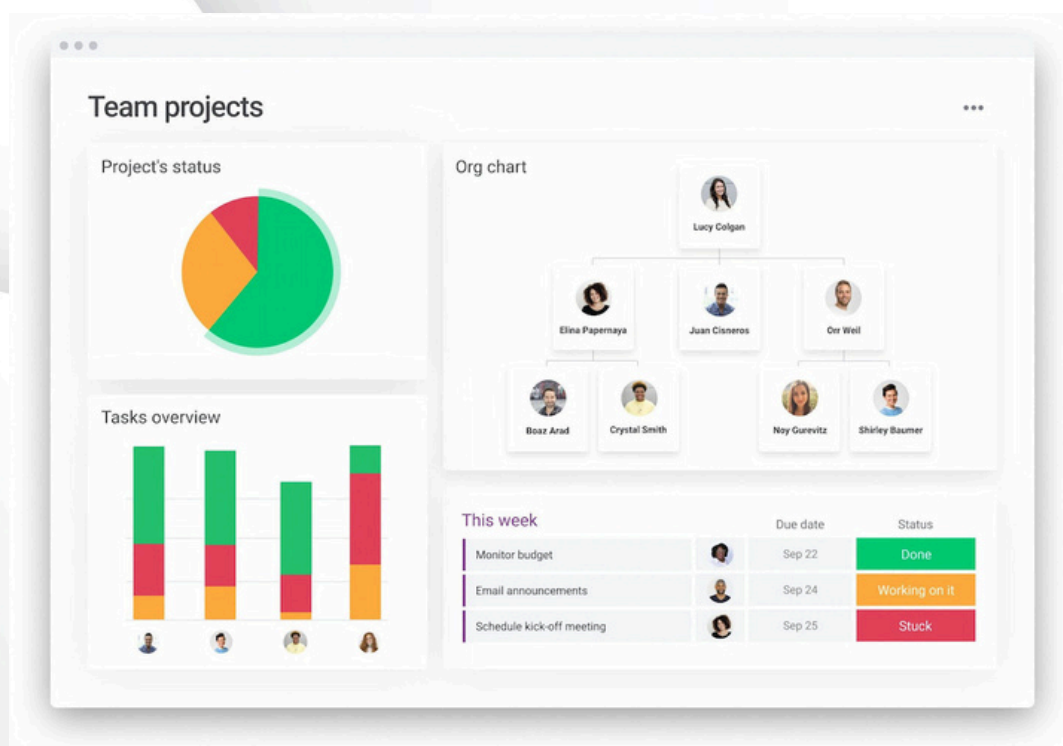 Team projects
Project's status
Org chart
Lucy Colgan
Elina Papernaya
Juan Cisneros
Orr Weil
Boaz Arad
Crystal Smith
Noy Gurevitz
Shirley Baumer
Tasks overview
This week
Due date
Status
Monitor budget
Sep 22
Done
Email announcements
Sep 24
Working on it
Schedule kick-off meeting
Sep 25
Stuck